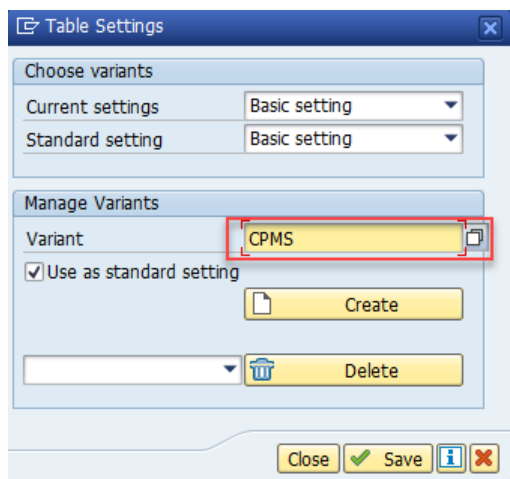 Table Settings
Choose variants
Current settings Basic setting
Standard setting Basic setting
Manage Variants
Variant CPMS
Use as standard setting
Create
Delete
Close Save